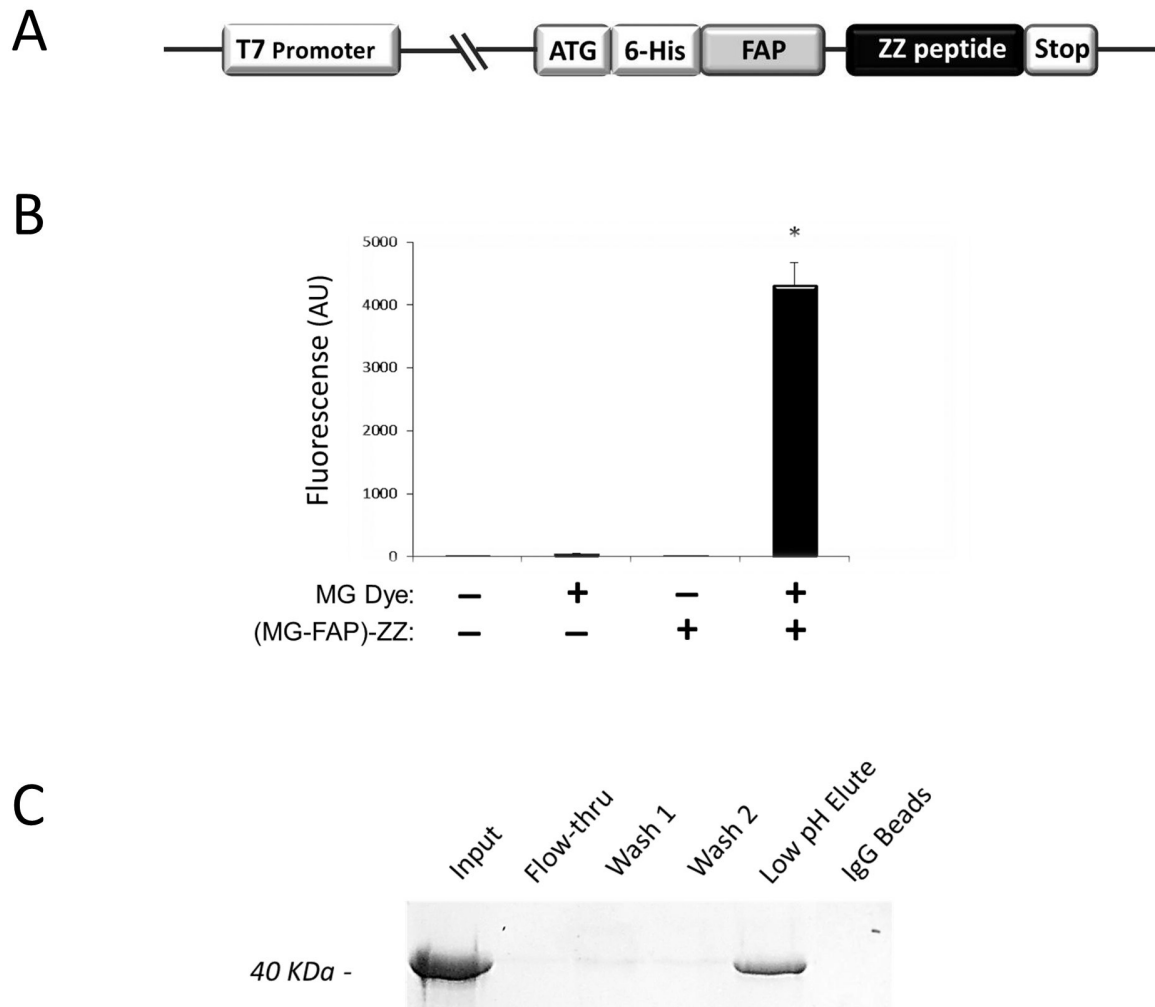 A
T7 Promoter ATG 6-His FAP ZZ peptide Stop
B
*
Fluorescense (AU)
5000
4000
3000
2000
1000
0
MG Dye: − + − +
(MG-FAP)-ZZ: − − + +
C
Input Flow-thru Wash 1 Wash 2 Low pH Elute IgG Beads
40 KDa -